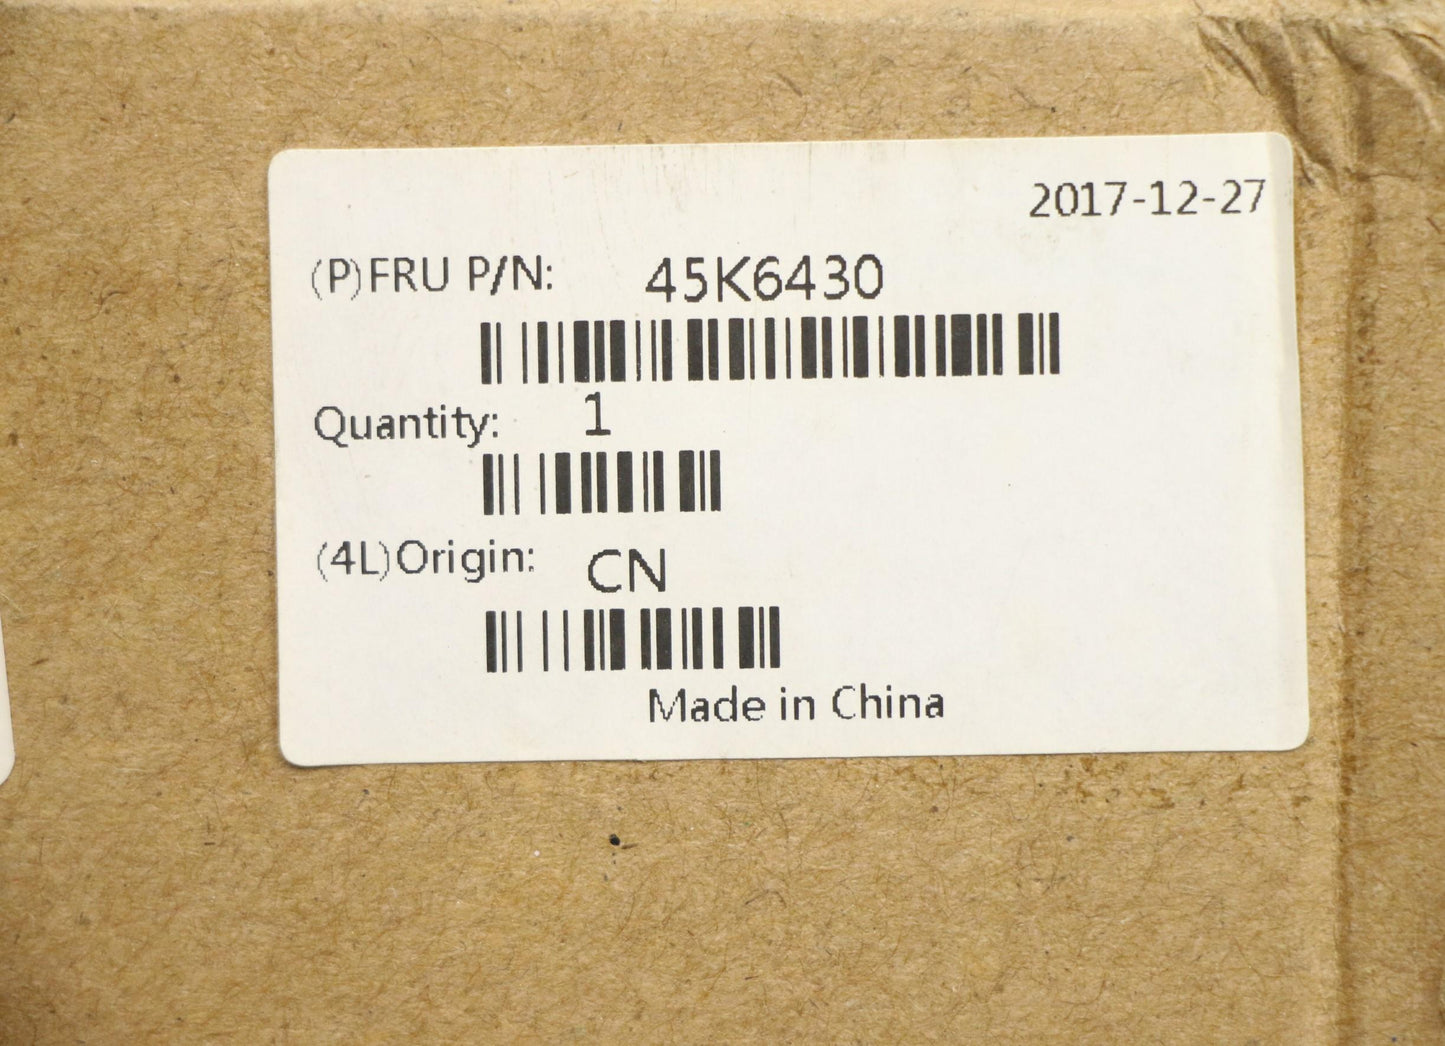 2017-12-27
(P)FRU P/N: 45K6430
Quantity: 1
(4L)Origin: CN
Made in China